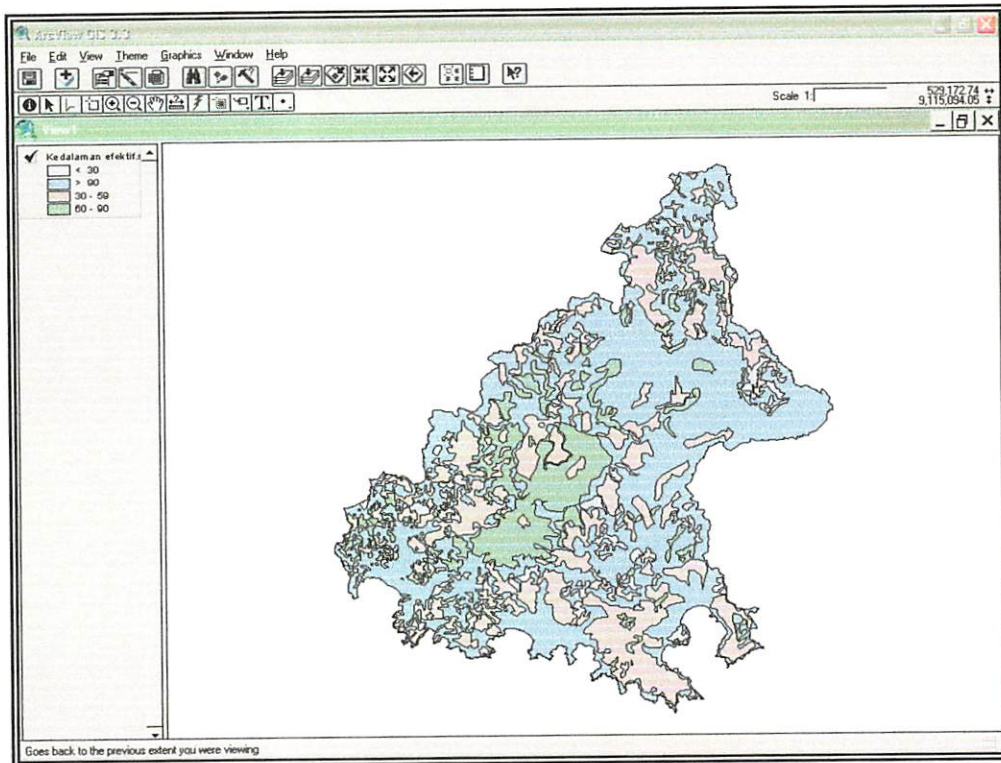 ArcView GIS 3.3
File Edit View Theme Graphics Window Help
Scale 1:
529,172.74
9,115,094.05
View1
Kedalaman efektif.s
< 30
> 90
30 - 59
60 - 90
Goes back to the previous extent you were viewing